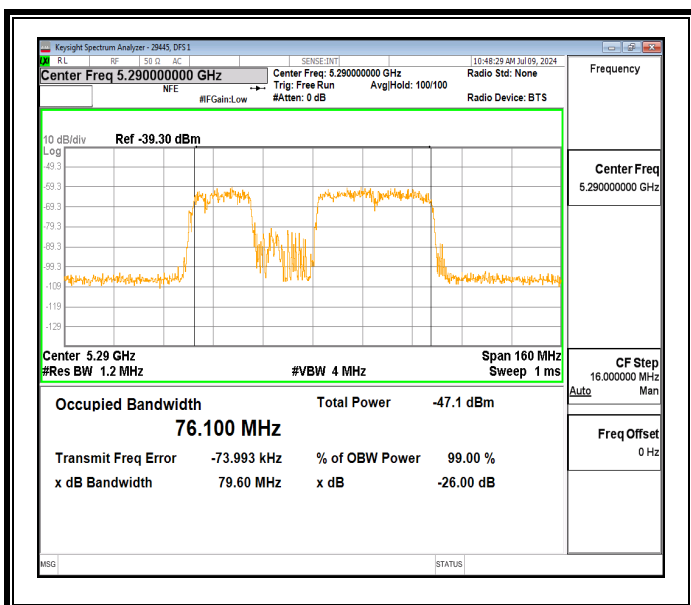 Keysight Spectrum Analyzer - 29445, DFS 1
LXI RL RF 50 Ω AC SENSE:INT 10:48:29 AM Jul 09, 2024
Center Freq 5.290000000 GHz
NFE
#IFGain:Low
Center Freq: 5.290000000 GHz
Trig: Free Run Avg|Hold: 100/100
#Atten: 0 dB
Radio Std: None
Radio Device: BTS
10 dB/div Ref -39.30 dBm
Log
-49.3
-59.3
-69.3
-79.3
-89.3
-99.3
-109
-119
-129
Center 5.29 GHz Span 160 MHz
#Res BW 1.2 MHz #VBW 4 MHz Sweep 1 ms
Occupied Bandwidth Total Power -47.1 dBm
76.100 MHz
Transmit Freq Error -73.993 kHz % of OBW Power 99.00 %
x dB Bandwidth 79.60 MHz x dB -26.00 dB
MSG STATUS
Frequency
Center Freq
5.290000000 GHz
CF Step
16.000000 MHz
Auto Man
Freq Offset
0 Hz